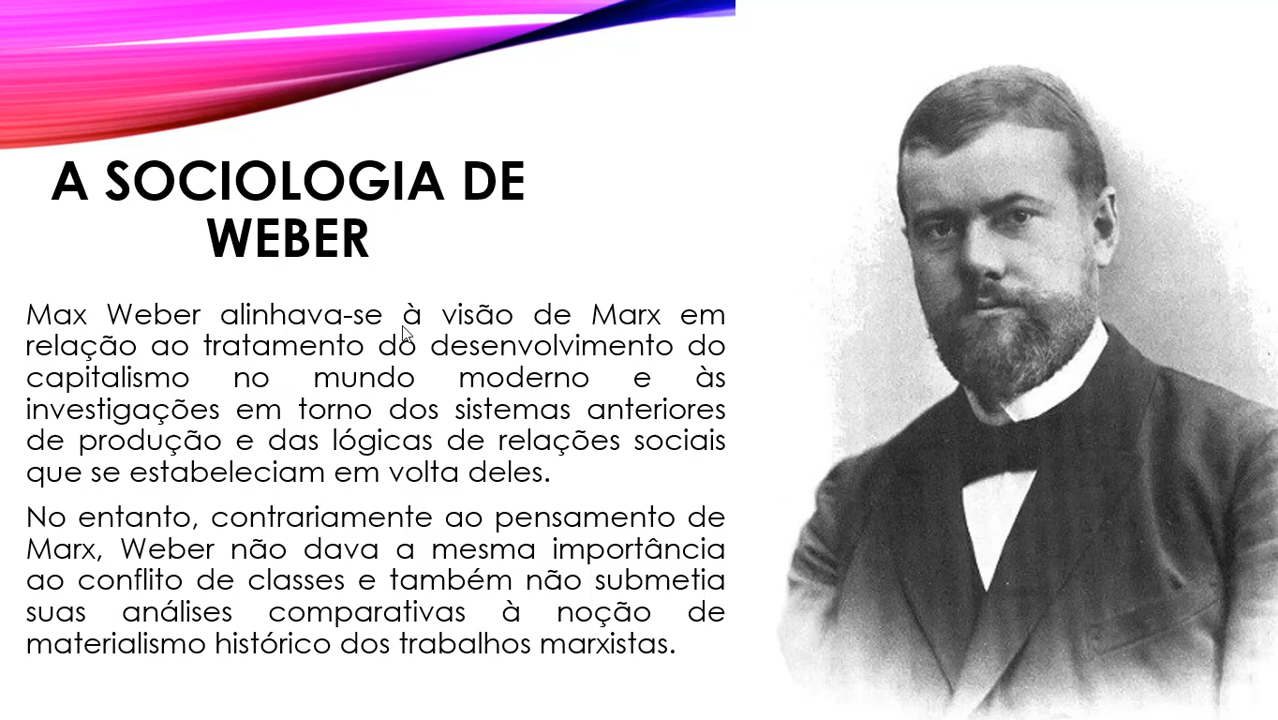 A SOCIOLOGIA DE
WEBER
Max Weber alinhava-se à visão de Marx em
relação ao tratamento do desenvolvimento do
capitalismo no mundo moderno e às
investigações em torno dos sistemas anteriores
de produção e das lógicas de relações sociais
que se estabeleciam em volta deles.
No entanto, contrariamente ao pensamento de
Marx, Weber não dava a mesma importância
ao conflito de classes e também não submetia
suas análises comparativas à noção de
materialismo histórico dos trabalhos marxistas.